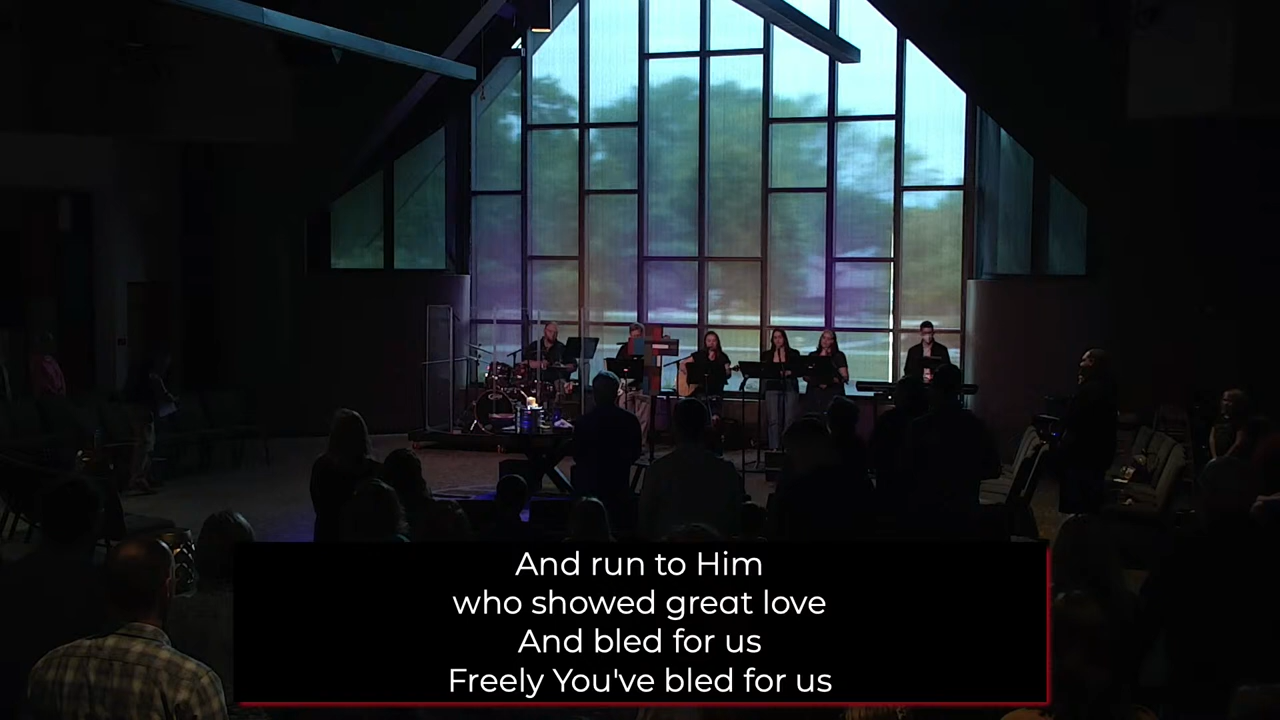 And run to Him
who showed great love
And bled for us
Freely You've bled for us